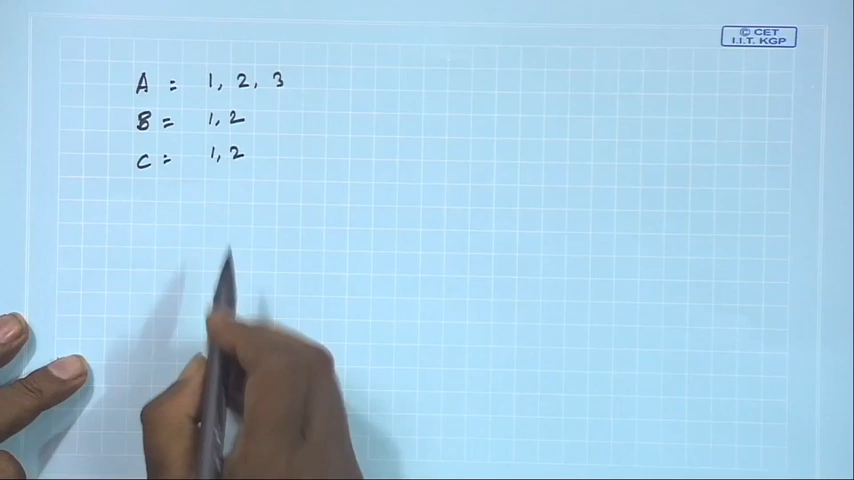 © CET
I.I.T. KGP
A = 1, 2, 3
B = 1, 2
C = 1, 2